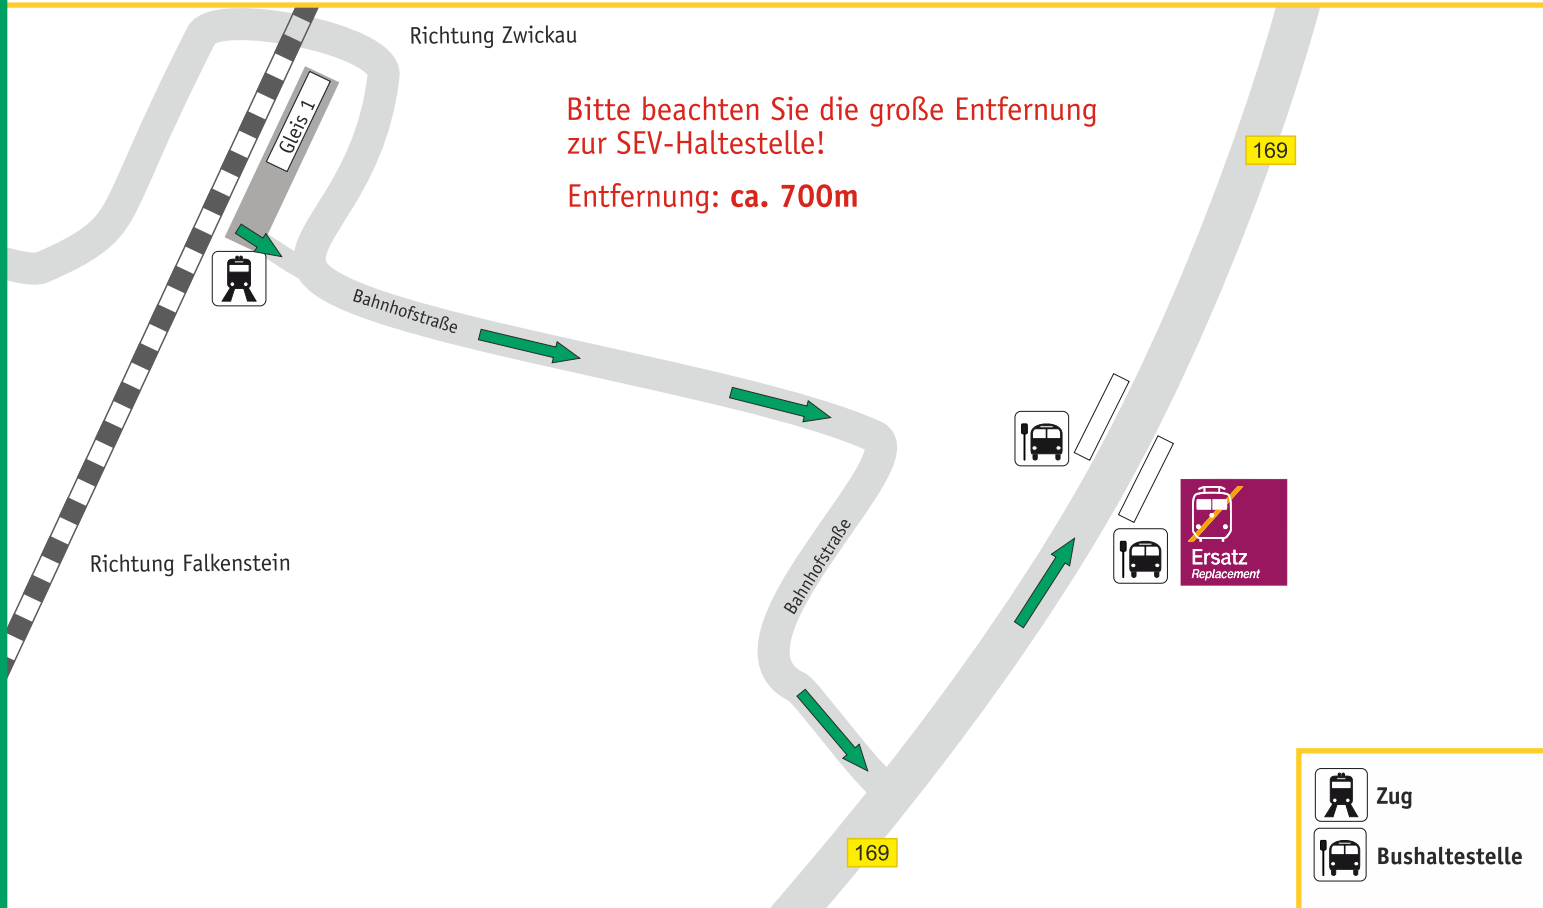 Richtung Zwickau
Gleis 1
Bitte beachten Sie die große Entfernung
zur SEV-Haltestelle!
Entfernung: ca. 700m
169
Bahnhofstraße
Bahnhofstraße
Richtung Falkenstein
Ersatz
Replacement
169
Zug
Bushaltestelle